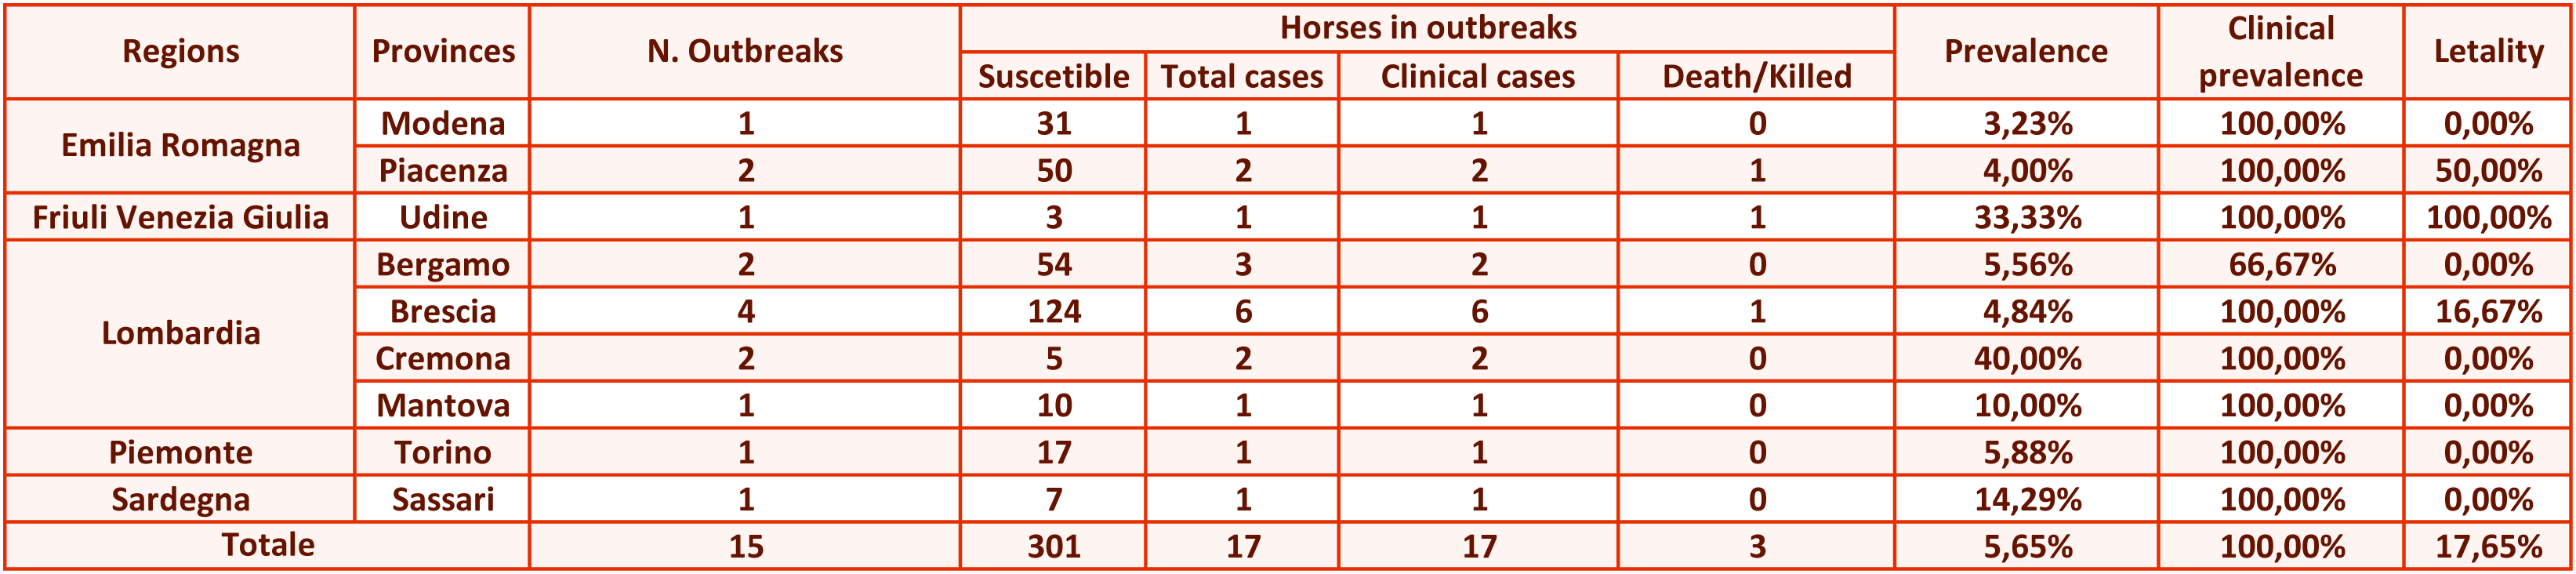 Regions Provinces N. Outbreaks Horses in outbreaks Prevalence Clinical prevalence Letality
Suscetible Total cases Clinical cases Death/Killed
Emilia Romagna Modena 1 31 1 1 0 3,23% 100,00% 0,00%
Piacenza 2 50 2 2 1 4,00% 100,00% 50,00%
Friuli Venezia Giulia Udine 1 3 1 1 1 33,33% 100,00% 100,00%
Lombardia Bergamo 2 54 3 2 0 5,56% 66,67% 0,00%
Brescia 4 124 6 6 1 4,84% 100,00% 16,67%
Cremona 2 5 2 2 0 40,00% 100,00% 0,00%
Mantova 1 10 1 1 0 10,00% 100,00% 0,00%
Piemonte Torino 1 17 1 1 0 5,88% 100,00% 0,00%
Sardegna Sassari 1 7 1 1 0 14,29% 100,00% 0,00%
Totale 15 301 17 17 3 5,65% 100,00% 17,65%